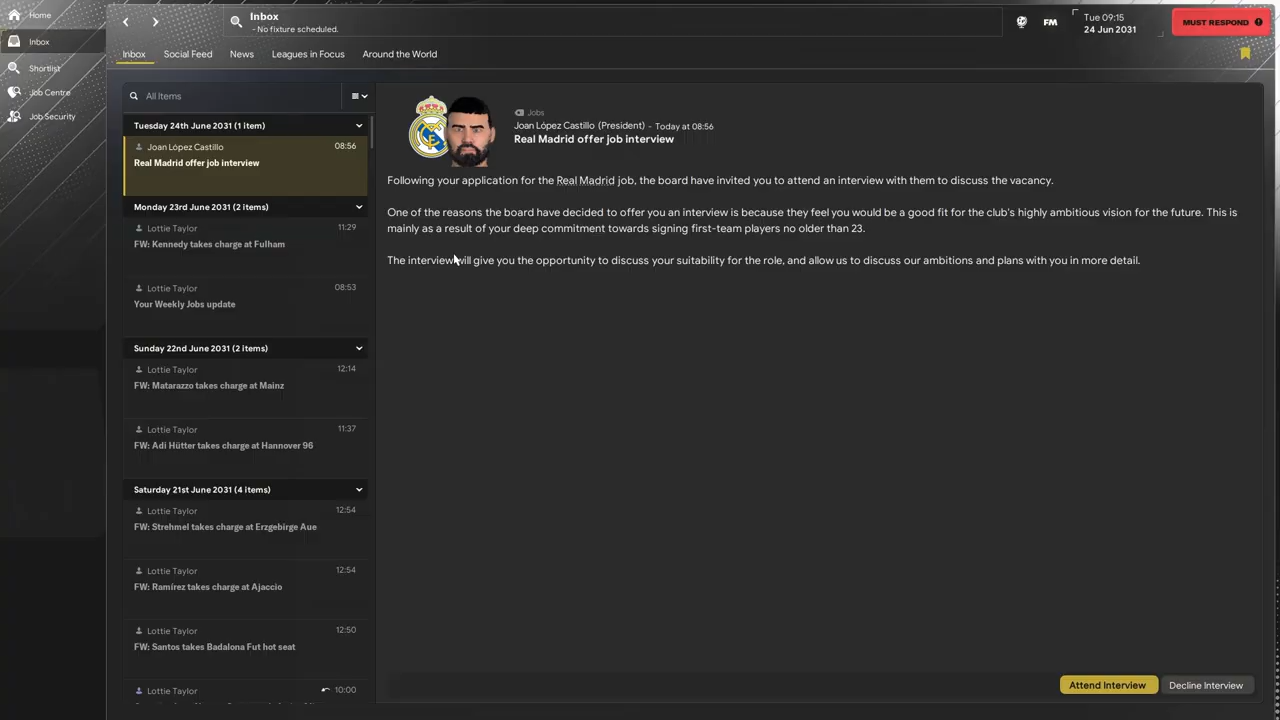 Home
Inbox
Shortlist
Job Centre
Job Security
Inbox
- No fixture scheduled.
FM
Tue 09:15
24 Jun 2031
MUST RESPOND
Inbox
Social Feed
News
Leagues in Focus
Around the World
All Items
Tuesday 24th June 2031 (1 item)
Joan López Castillo 08:56
Real Madrid offer job interview
Monday 23rd June 2031 (2 items)
Lottie Taylor 11:29
FW: Kennedy takes charge at Fulham
Lottie Taylor 08:53
Your Weekly Jobs update
Sunday 22nd June 2031 (2 items)
Lottie Taylor 12:14
FW: Matarazzo takes charge at Mainz
Lottie Taylor 11:37
FW: Adi Hütter takes charge at Hannover 96
Saturday 21st June 2031 (4 items)
Lottie Taylor 12:54
FW: Strehmel takes charge at Erzgebirge Aue
Lottie Taylor 12:54
FW: Ramírez takes charge at Ajaccio
Lottie Taylor 12:50
FW: Santos takes Badalona Fut hot seat
Lottie Taylor 10:00
Jobs
Joan López Castillo (President) - Today at 08:56
Real Madrid offer job interview
Following your application for the Real Madrid job, the board have invited you to attend an interview with them to discuss the vacancy.
One of the reasons the board have decided to offer you an interview is because they feel you would be a good fit for the club's highly ambitious vision for the future. This is
mainly as a result of your deep commitment towards signing first-team players no older than 23.
The interview will give you the opportunity to discuss your suitability for the role, and allow us to discuss our ambitions and plans with you in more detail.
Attend Interview
Decline Interview